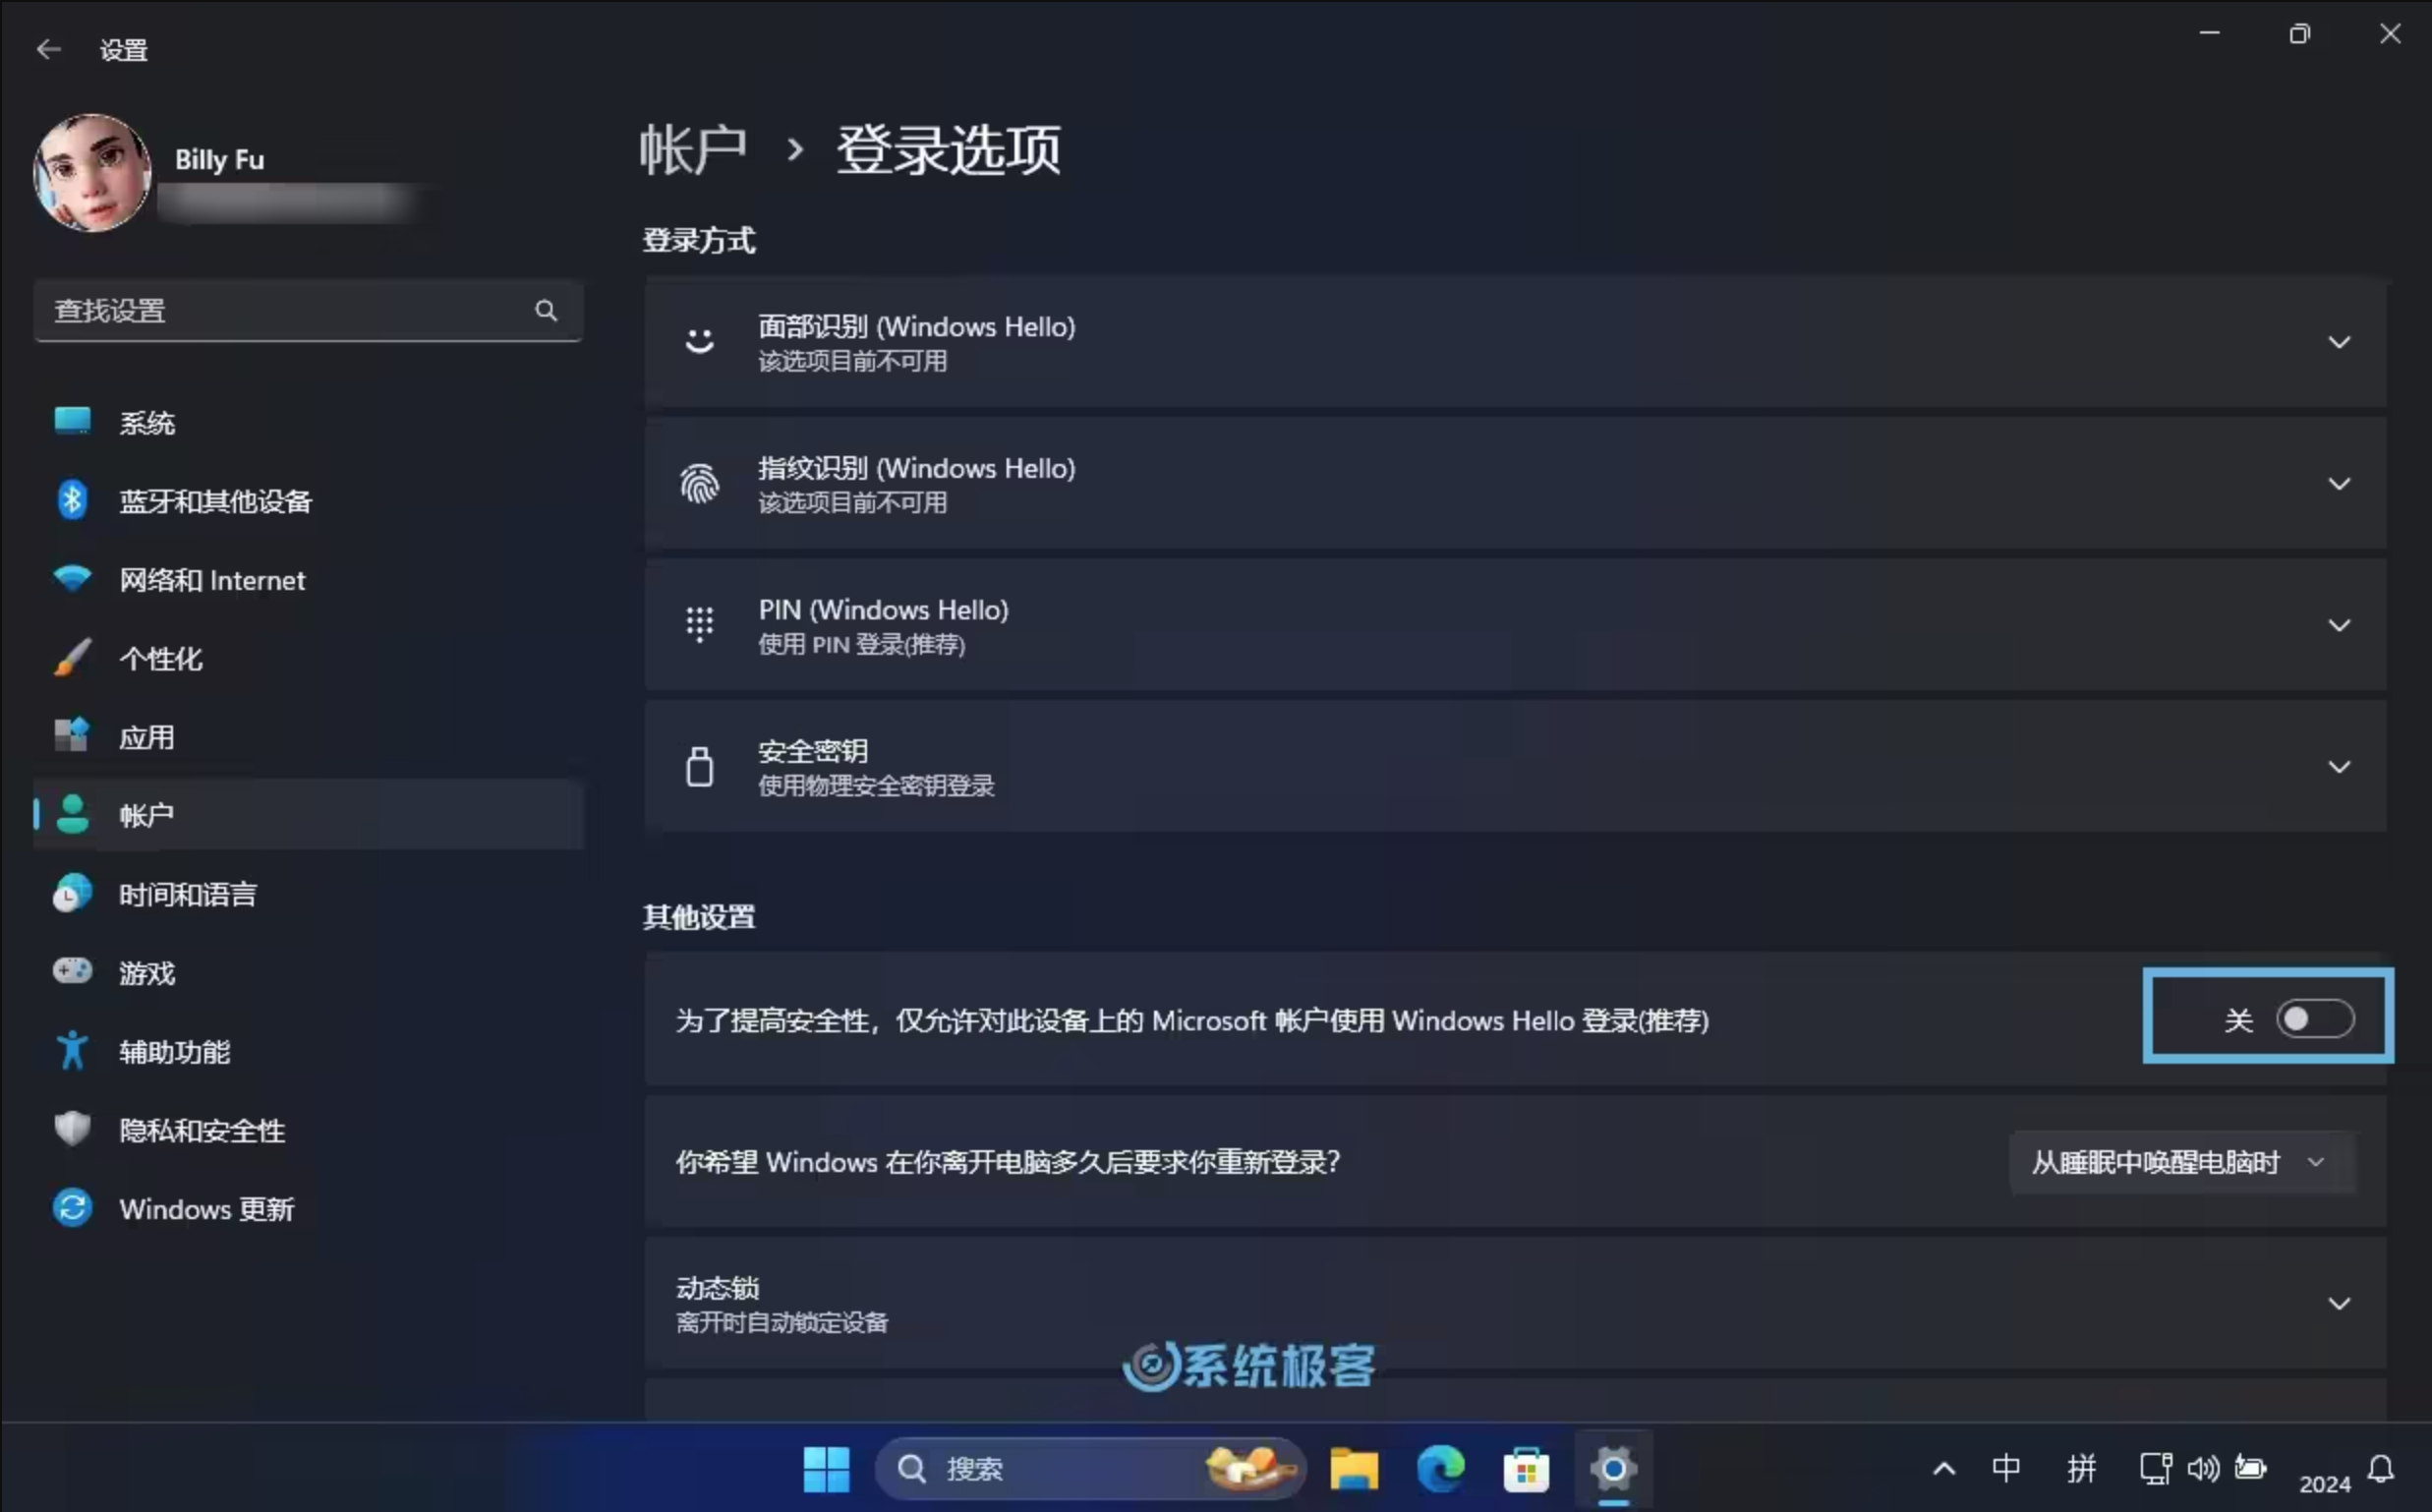 设置
Billy Fu
查找设置
系统
蓝牙和其他设备
网络和 Internet
个性化
应用
帐户
时间和语言
游戏
辅助功能
隐私和安全性
Windows 更新
帐户 › 登录选项
登录方式
面部识别 (Windows Hello)
该选项目前不可用
指纹识别 (Windows Hello)
该选项目前不可用
PIN (Windows Hello)
使用 PIN 登录(推荐)
安全密钥
使用物理安全密钥登录
其他设置
为了提高安全性，仅允许对此设备上的 Microsoft 帐户使用 Windows Hello 登录(推荐)
关
你希望 Windows 在你离开电脑多久后要求你重新登录?
从睡眠中唤醒电脑时
动态锁
离开时自动锁定设备
系统极客
搜索
中
拼
2024